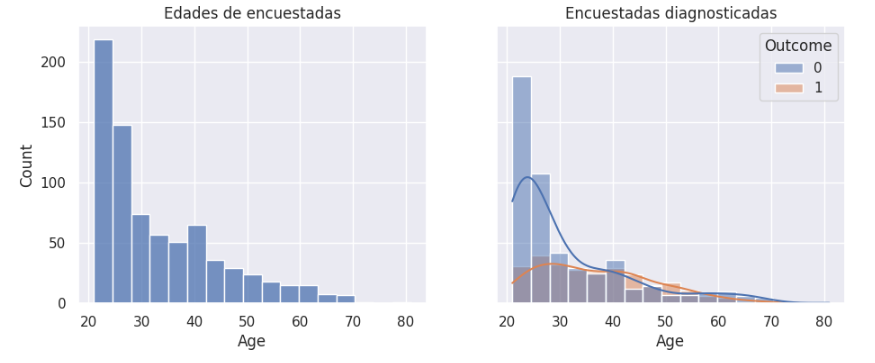 Edades de encuestadas
Count
200
150
100
50
0
20 30 40 50 60 70 80
Age
Encuestadas diagnosticadas
Outcome
0
1
20 30 40 50 60 70 80
Age